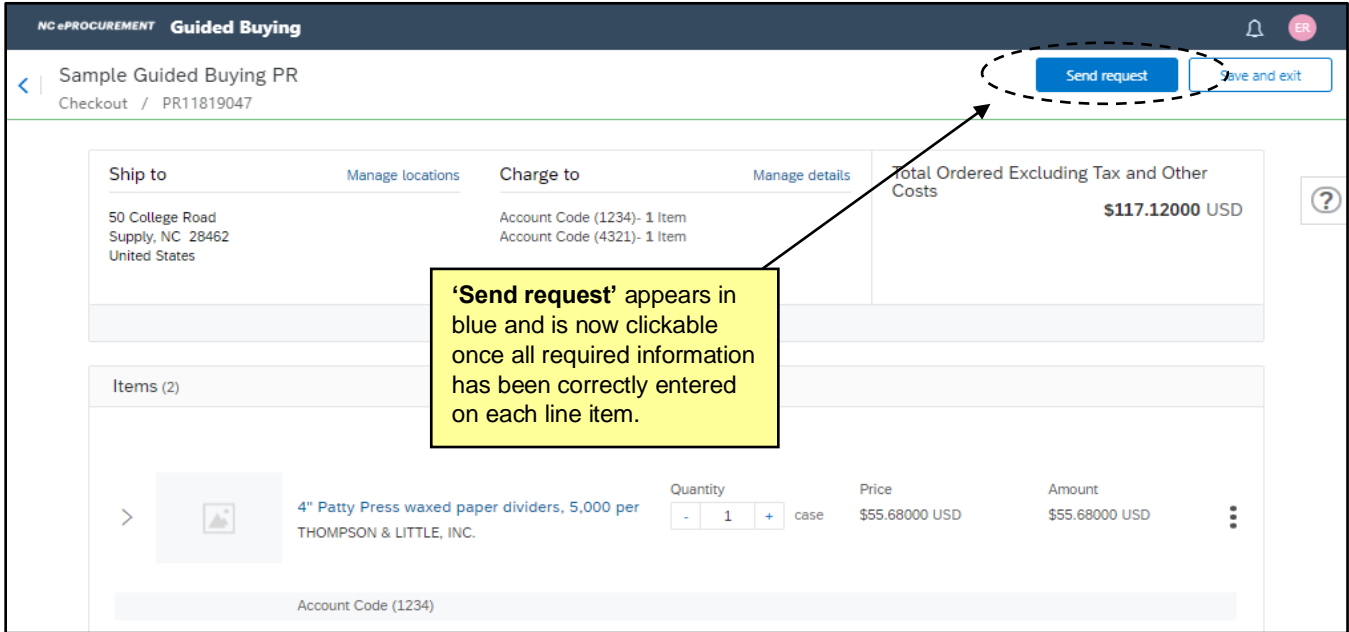 NC ePROCUREMENT Guided Buying
ER
Sample Guided Buying PR
Checkout / PR11819047
Send request
Save and exit
Ship to
Manage locations
50 College Road
Supply, NC 28462
United States
Charge to
Manage details
Account Code (1234)- 1 Item
Account Code (4321)- 1 Item
Total Ordered Excluding Tax and Other
Costs
$117.12000 USD
?
‘Send request’ appears in
blue and is now clickable
once all required information
has been correctly entered
on each line item.
Items (2)
4" Patty Press waxed paper dividers, 5,000 per
THOMPSON & LITTLE, INC.
Quantity
- 1 + case
Price
$55.68000 USD
Amount
$55.68000 USD
Account Code (1234)